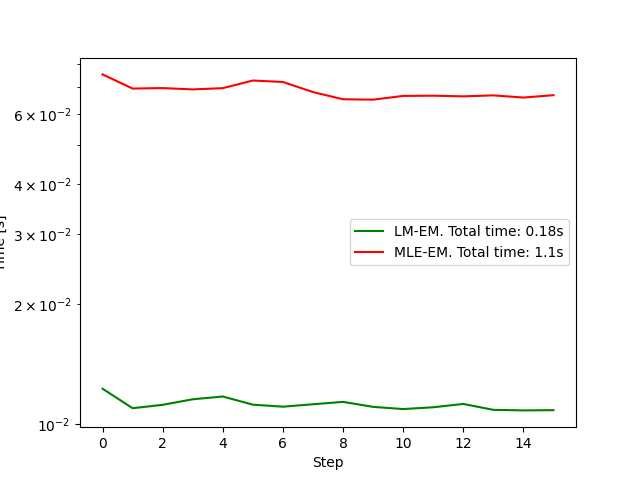 6 × 10⁻²
4 × 10⁻²
3 × 10⁻²
2 × 10⁻²
10⁻²
LM-EM. Total time: 0.18s
MLE-EM. Total time: 1.1s
0 2 4 6 8 10 12 14
Step